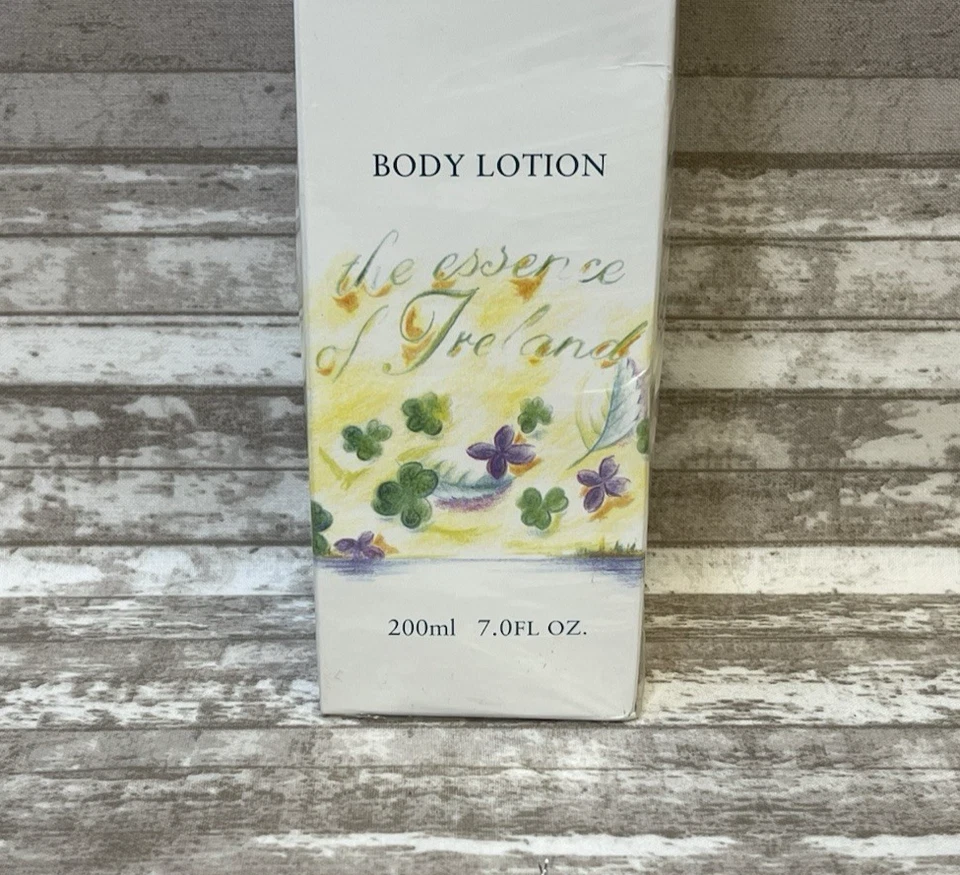 BODY LOTION
the essence
of Ireland
200ml 7.0FL OZ.